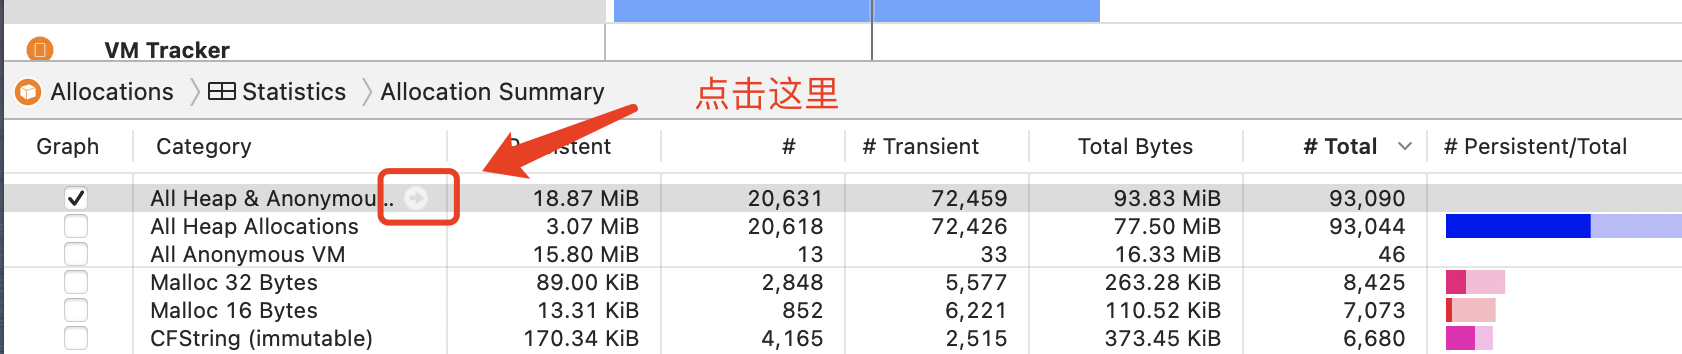 VM Tracker
Allocations Statistics Allocation Summary
点击这里
Graph Category # # Transient Total Bytes # Total # Persistent/Total
All Heap & Anonymou... 18.87 MiB 20,631 72,459 93.83 MiB 93,090
All Heap Allocations 3.07 MiB 20,618 72,426 77.50 MiB 93,044
All Anonymous VM 15.80 MiB 13 33 16.33 MiB 46
Malloc 32 Bytes 89.00 KiB 2,848 5,577 263.28 KiB 8,425
Malloc 16 Bytes 13.31 KiB 852 6,221 110.52 KiB 7,073
CFString (immutable) 170.34 KiB 4,165 2,515 373.45 KiB 6,680